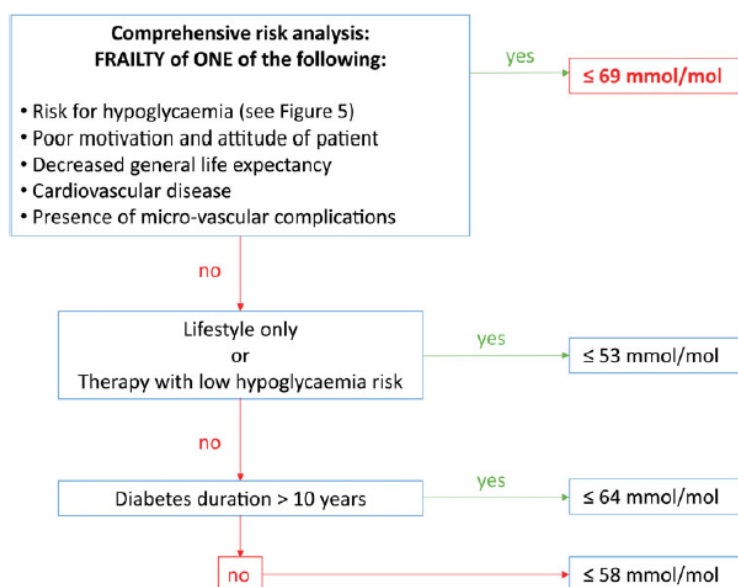 Comprehensive risk analysis:
FRAILTY of ONE of the following:
yes
≤ 69 mmol/mol
• Risk for hypoglycaemia (see Figure 5)
• Poor motivation and attitude of patient
• Decreased general life expectancy
• Cardiovascular disease
• Presence of micro-vascular complications
no
Lifestyle only
or
Therapy with low hypoglycaemia risk
yes
≤ 53 mmol/mol
no
Diabetes duration > 10 years
yes
≤ 64 mmol/mol
no
≤ 58 mmol/mol